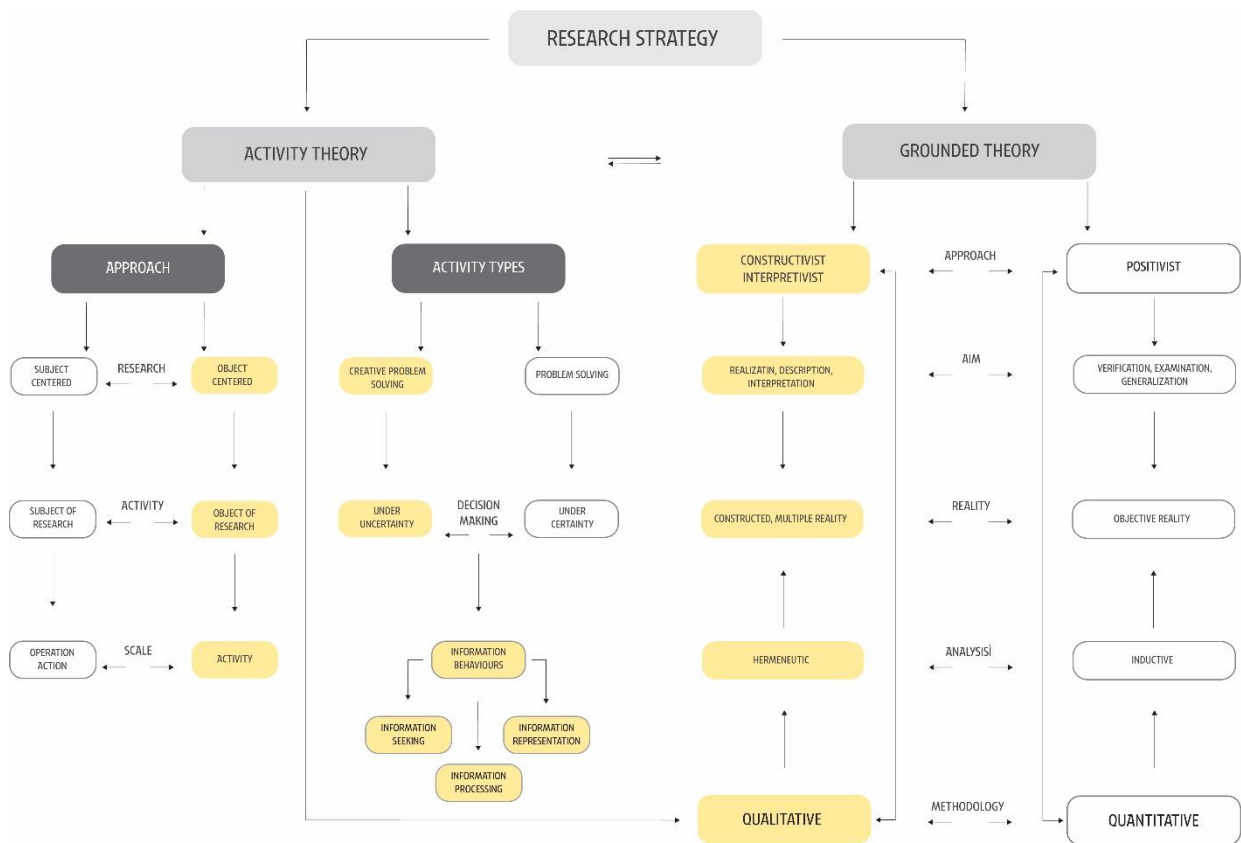 RESEARCH STRATEGY
ACTIVITY THEORY
GROUNDED THEORY
APPROACH
ACTIVITY TYPES
CONSTRUCTIVIST
INTERPRETIVIST
APPROACH
POSITIVIST
SUBJECT
CENTERED
RESEARCH
OBJECT
CENTERED
CREATIVE PROBLEM
SOLVING
PROBLEM SOLVING
REALIZATIN, DESCRIPTION,
INTERPRETATION
AIM
VERIFICATION, EXAMINATION,
GENERALIZATION
SUBJECT OF
RESEARCH
ACTIVITY
OBJECT OF
RESEARCH
UNDER
UNCERTAINTY
DECISION
MAKING
UNDER
CERTAINTY
CONSTRUCTED, MULTIPLE REALITY
REALITY
OBJECTIVE REALITY
OPERATION
ACTION
SCALE
ACTIVITY
INFORMATION
BEHAVIOURS
HERMENEUTIC
ANALYSISİ
INDUCTIVE
INFORMATION
SEEKING
INFORMATION
REPRESENTATION
INFORMATION
PROCESSING
QUALITATIVE
METHODOLOGY
QUANTITATIVE